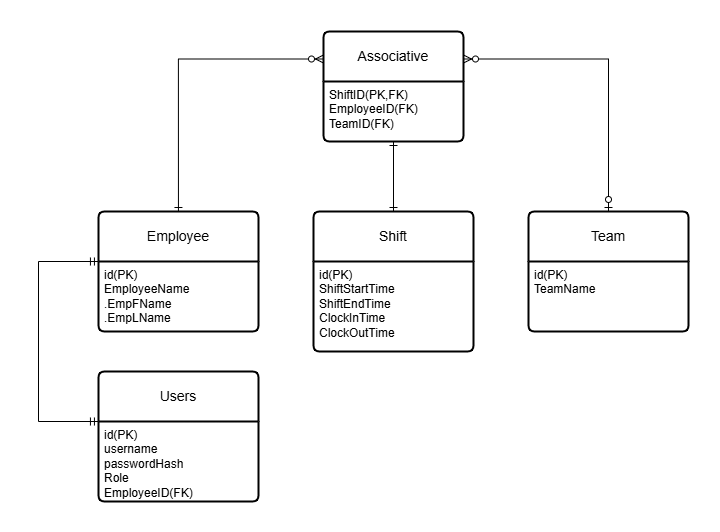 Associative
ShiftID(PK,FK)
EmployeeID(FK)
TeamID(FK)
Employee
id(PK)
EmployeeName
.EmpFName
.EmpLName
Shift
id(PK)
ShiftStartTime
ShiftEndTime
ClockInTime
ClockOutTime
Team
id(PK)
TeamName
Users
id(PK)
username
passwordHash
Role
EmployeeID(FK)